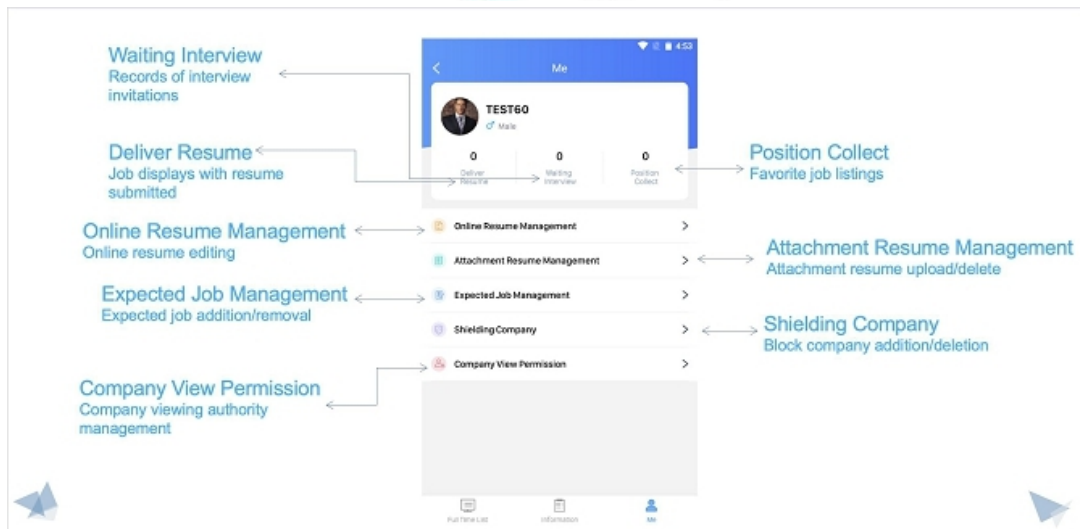 Waiting Interview
Records of interview
invitations
Deliver Resume
Job displays with resume
submitted
Online Resume Management
Online resume editing
Expected Job Management
Expected job addition/removal
Company View Permission
Company viewing authority
management
4:53
Me
TEST60
Male
0
0
0
Deliver
Resume
Waiting
Interview
Position
Collect
Online Resume Management
Attachment Resume Management
Expected Job Management
Shielding Company
Company View Permission
Full Time List
Information
Me
Position Collect
Favorite job listings
Attachment Resume Management
Attachment resume upload/delete
Shielding Company
Block company addition/deletion